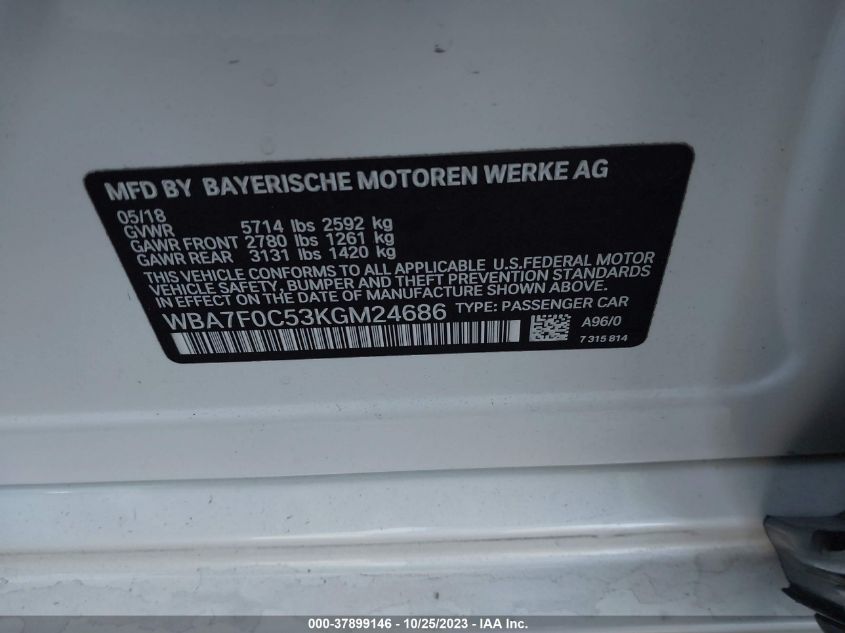 MFD BY BAYERISCHE MOTOREN WERKE AG
05/18
GVWR 5714 lbs 2592 kg
GAWR FRONT 2780 lbs 1261 kg
GAWR REAR 3131 lbs 1420 kg
THIS VEHICLE CONFORMS TO ALL APPLICABLE U.S.FEDERAL MOTOR
VEHICLE SAFETY, BUMPER AND THEFT PREVENTION STANDARDS
IN EFFECT ON THE DATE OF MANUFACTURE SHOWN ABOVE.
WBA7F0C53KGM24686 TYPE: PASSENGER CAR
A96/0
7 315 814
000-37899146 - 10/25/2023 - IAA Inc.